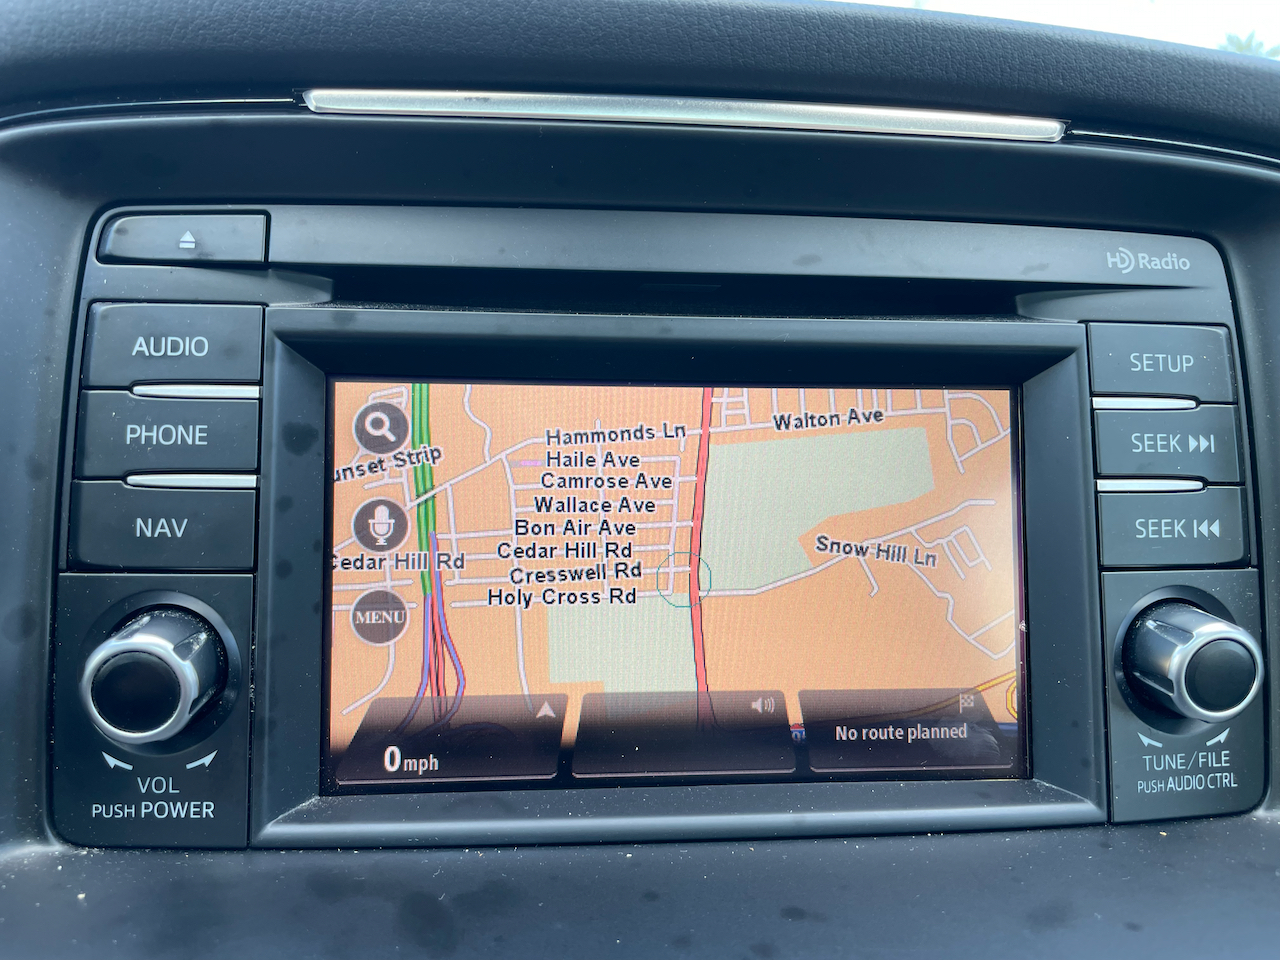 HD Radio
AUDIO
PHONE
NAV
VOL
PUSH POWER
unset Strip
Cedar Hill Rd
MENU
Hammonds Ln
Haile Ave
Camrose Ave
Wallace Ave
Bon Air Ave
Cedar Hill Rd
Cresswell Rd
Holy Cross Rd
Walton Ave
Snow Hill Ln
0 mph
No route planned
SETUP
SEEK
SEEK
TUNE/FILE
PUSH AUDIO CTRL